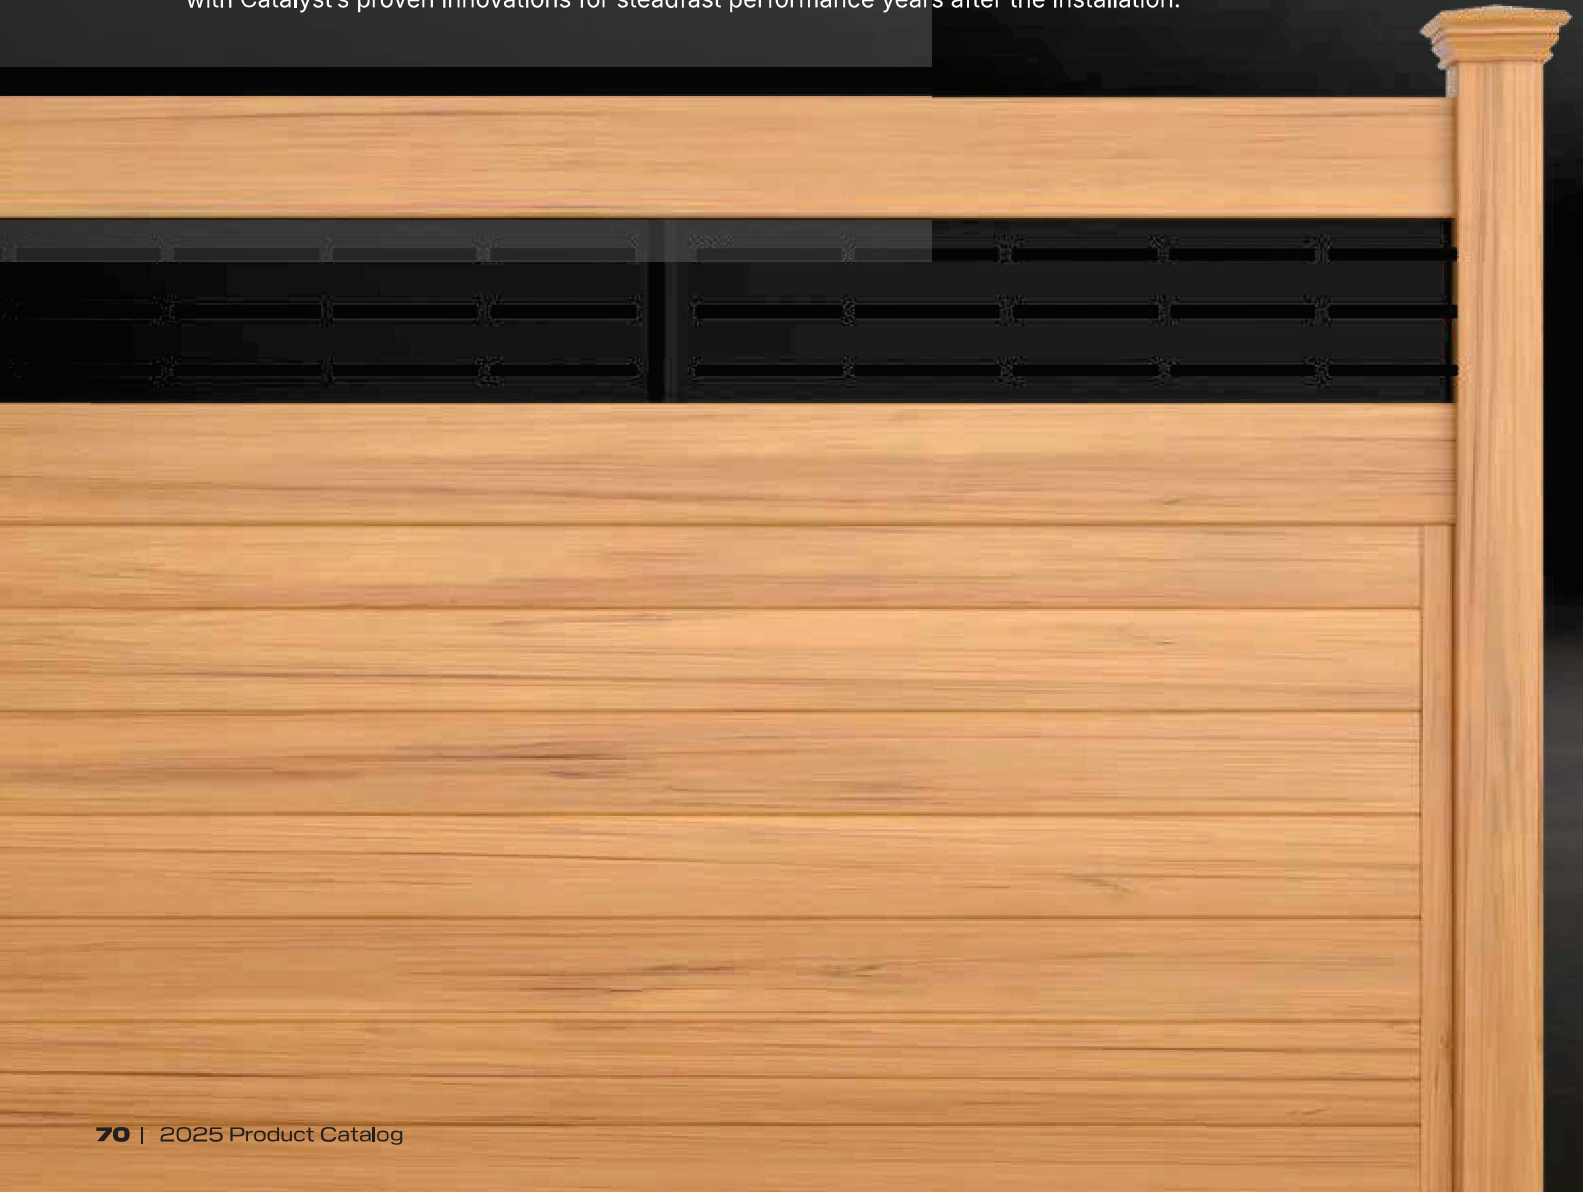 with Catalyst's proven innovations for steadfast performance years after the installation.
70 | 2025 Product Catalog